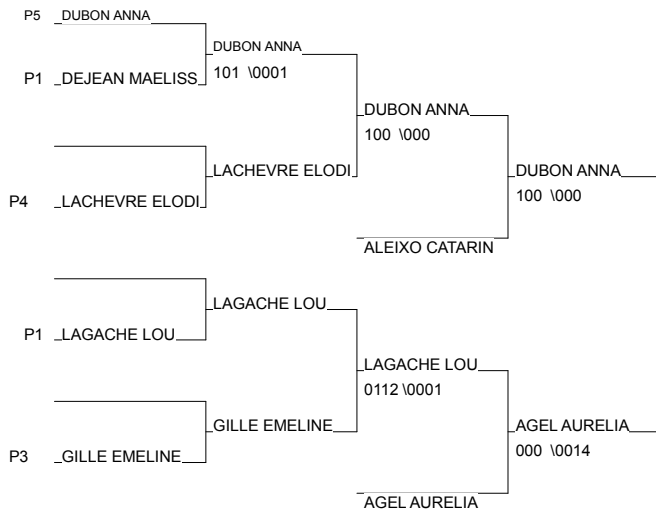 P5 DUBON ANNA
DUBON ANNA
101 \0001
P1 DEJEAN MAELISS
DUBON ANNA
100 \000
LACHEVRE ELODI
DUBON ANNA
100 \000
P4 LACHEVRE ELODI
ALEIXO CATARIN
LAGACHE LOU
P1 LAGACHE LOU
LAGACHE LOU
0112 \0001
GILLE EMELINE
AGEL AURELIA
000 \0014
P3 GILLE EMELINE
AGEL AURELIA